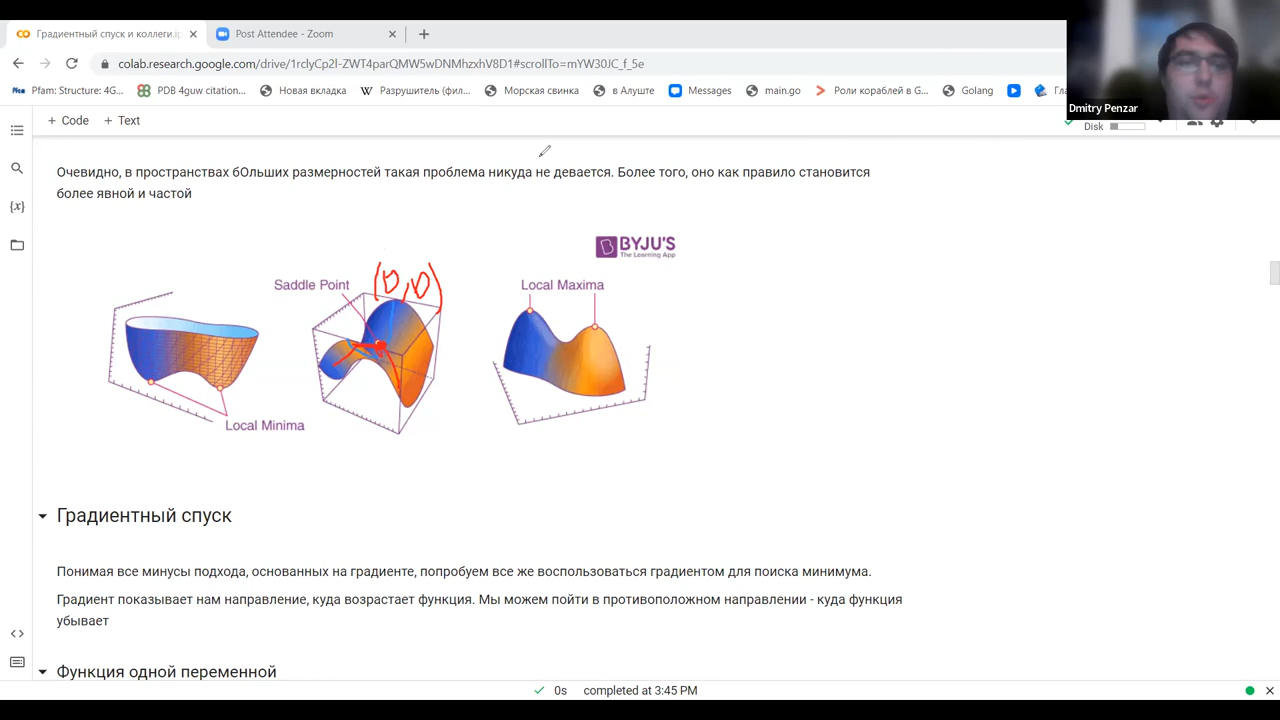 Градиентный спуск и коллеги.ip
Post Attendee - Zoom
colab.research.google.com/drive/1rclyCp2I-ZWT4parQMW5wDNMhzxhV8D1#scrollTo=mYW30JC_f_5e
Pfam: Structure: 4G...
PDB 4guw citation...
Новая вкладка
Разрушитель (фил...
Морская свинка
в Алуште
Messages
main.go
Роли кораблей в G...
Golang
Dmitry Penzar
+ Code
+ Text
Disk
Очевидно, в пространствах бОльших размерностей такая проблема никуда не девается. Более того, оно как правило становится
более явной и частой
BYJU'S
The Learning App
Saddle Point
(0,0)
Local Maxima
Local Minima
Градиентный спуск
Понимая все минусы подхода, основанных на градиенте, попробуем все же воспользоваться градиентом для поиска минимума.
Градиент показывает нам направление, куда возрастает функция. Мы можем пойти в противоположном направлении - куда функция
убывает
Функция одной переменной
0s completed at 3:45 PM